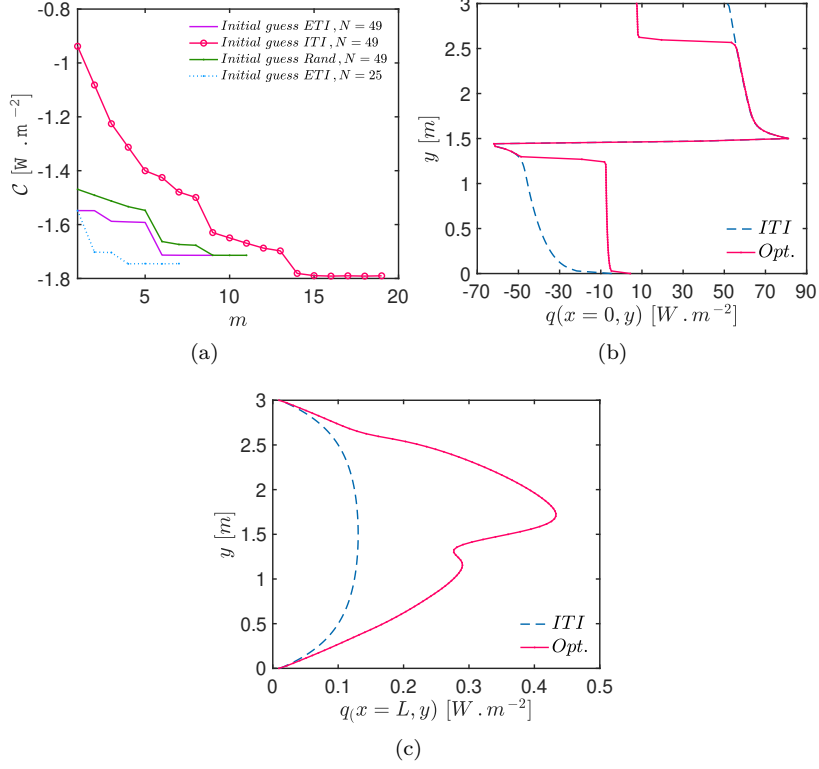 -0.8
-1
-1.2
-1.4
-1.6
-1.8
5
10
15
20
𝒞 [W . m ⁻²]
m
Initial guess ETI , N = 49
Initial guess ITI , N = 49
Initial guess Rand , N = 49
Initial guess ETI , N = 25
(a)
3
2.5
2
1.5
1
0.5
0
-70
-50
-30
-10
10
30
50
70
90
y [m]
q(x = 0, y) [W . m⁻²]
ITI
Opt.
(b)
3
2.5
2
1.5
1
0.5
0
0
0.1
0.2
0.3
0.4
0.5
y [m]
q(x = L, y) [W . m⁻²]
ITI
Opt.
(c)